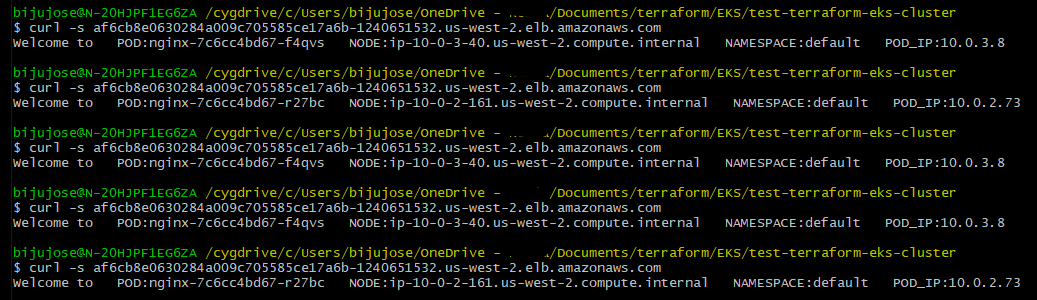 bijujose@N-20HJPF1EG6ZA /cygdrive/c/Users/bijujose/OneDrive - /Documents/terraform/EKS/test-terraform-eks-cluster
$ curl -s af6cb8e0630284a009c705585ce17a6b-1240651532.us-west-2.elb.amazonaws.com
Welcome to   POD:nginx-7c6cc4bd67-f4qvs   NODE:ip-10-0-3-40.us-west-2.compute.internal   NAMESPACE:default   POD_IP:10.0.3.8
bijujose@N-20HJPF1EG6ZA /cygdrive/c/Users/bijujose/OneDrive - /Documents/terraform/EKS/test-terraform-eks-cluster
$ curl -s af6cb8e0630284a009c705585ce17a6b-1240651532.us-west-2.elb.amazonaws.com
Welcome to   POD:nginx-7c6cc4bd67-r27bc   NODE:ip-10-0-2-161.us-west-2.compute.internal   NAMESPACE:default   POD_IP:10.0.2.73
bijujose@N-20HJPF1EG6ZA /cygdrive/c/Users/bijujose/OneDrive - /Documents/terraform/EKS/test-terraform-eks-cluster
$ curl -s af6cb8e0630284a009c705585ce17a6b-1240651532.us-west-2.elb.amazonaws.com
Welcome to   POD:nginx-7c6cc4bd67-f4qvs   NODE:ip-10-0-3-40.us-west-2.compute.internal   NAMESPACE:default   POD_IP:10.0.3.8
bijujose@N-20HJPF1EG6ZA /cygdrive/c/Users/bijujose/OneDrive - /Documents/terraform/EKS/test-terraform-eks-cluster
$ curl -s af6cb8e0630284a009c705585ce17a6b-1240651532.us-west-2.elb.amazonaws.com
Welcome to   POD:nginx-7c6cc4bd67-f4qvs   NODE:ip-10-0-3-40.us-west-2.compute.internal   NAMESPACE:default   POD_IP:10.0.3.8
bijujose@N-20HJPF1EG6ZA /cygdrive/c/Users/bijujose/OneDrive - /Documents/terraform/EKS/test-terraform-eks-cluster
$ curl -s af6cb8e0630284a009c705585ce17a6b-1240651532.us-west-2.elb.amazonaws.com
Welcome to   POD:nginx-7c6cc4bd67-r27bc   NODE:ip-10-0-2-161.us-west-2.compute.internal   NAMESPACE:default   POD_IP:10.0.2.73